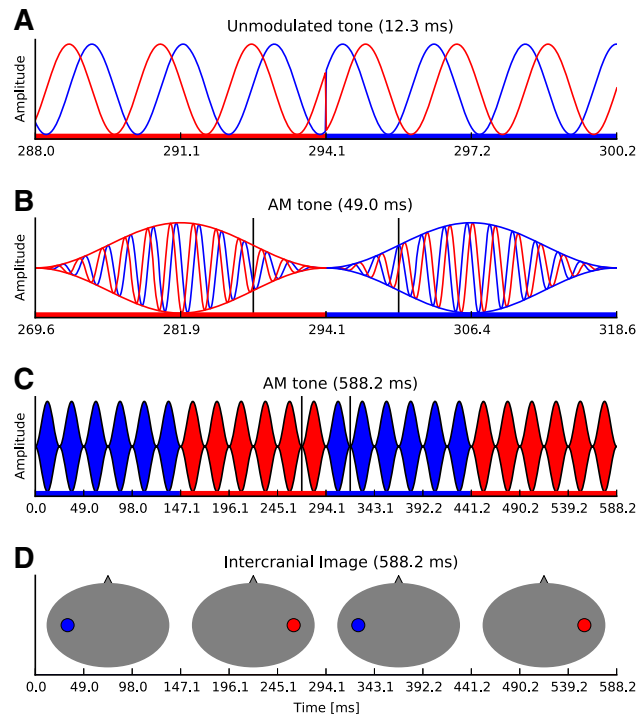 A
Unmodulated tone (12.3 ms)
Amplitude
288.0 291.1 294.1 297.2 300.2
B
AM tone (49.0 ms)
Amplitude
269.6 281.9 294.1 306.4 318.6
C
AM tone (588.2 ms)
Amplitude
0.0 49.0 98.0 147.1 196.1 245.1 294.1 343.1 392.2 441.2 490.2 539.2 588.2
D
Intercranial Image (588.2 ms)
0.0 49.0 98.0 147.1 196.1 245.1 294.1 343.1 392.2 441.2 490.2 539.2 588.2
Time [ms]